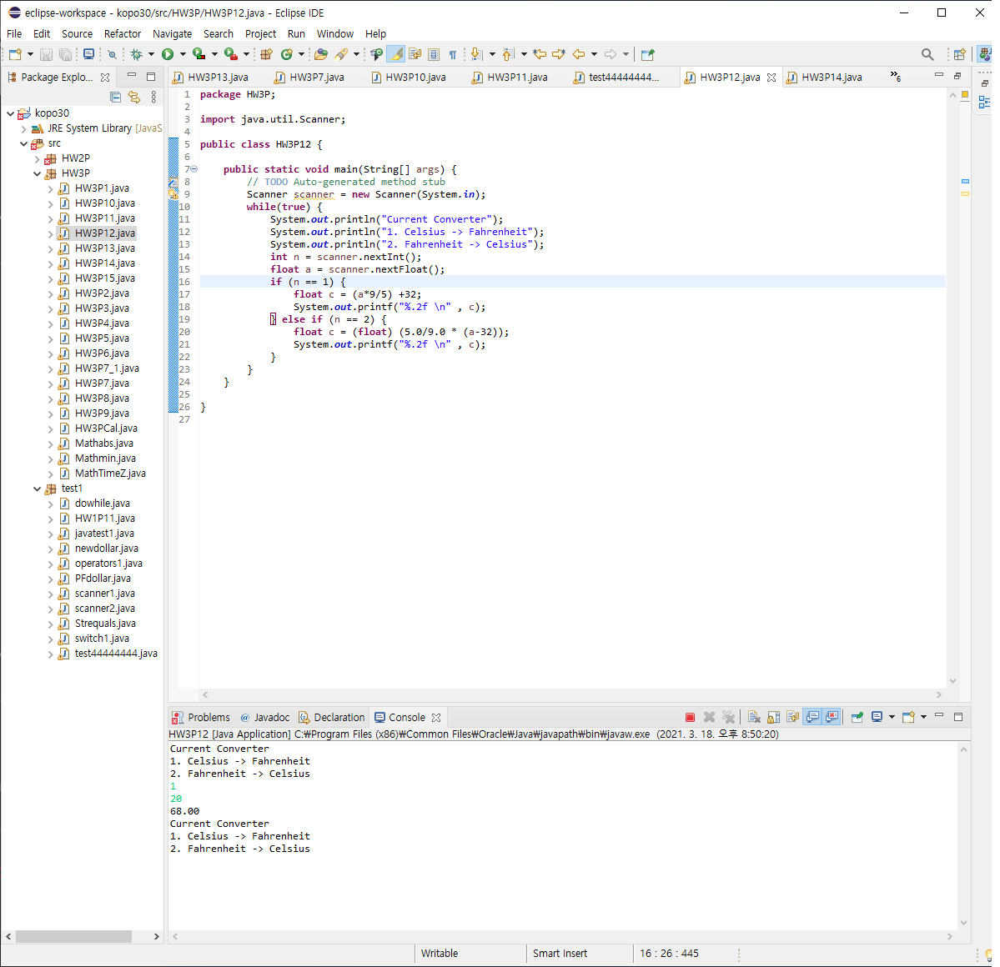 eclipse-workspace - kopo30/src/HW3P/HW3P12.java - Eclipse IDE
File Edit Source Refactor Navigate Search Project Run Window Help
Package Explo...
HW3P13.java HW3P7.java HW3P10.java HW3P11.java test44444444... HW3P12.java HW3P14.java »6
kopo30
JRE System Library [JavaS
src
HW2P
HW3P
HW3P1.java
HW3P10.java
HW3P11.java
HW3P12.java
HW3P13.java
HW3P14.java
HW3P15.java
HW3P2.java
HW3P3.java
HW3P4.java
HW3P5.java
HW3P6.java
HW3P7_1.java
HW3P7.java
HW3P8.java
HW3P9.java
HW3PCal.java
Mathabs.java
Mathmin.java
MathTimeZ.java
test1
dowhile.java
HW1P11.java
javatest1.java
newdollar.java
operators1.java
PFdollar.java
scanner1.java
scanner2.java
Strequals.java
switch1.java
test44444444.java
1 package HW3P;
2
3 import java.util.Scanner;
4
5 public class HW3P12 {
6
7 public static void main(String[] args) {
8 // TODO Auto-generated method stub
9 Scanner scanner = new Scanner(System.in);
10 while(true) {
11 System.out.println("Current Converter");
12 System.out.println("1. Celsius -> Fahrenheit");
13 System.out.println("2. Fahrenheit -> Celsius");
14 int n = scanner.nextInt();
15 float a = scanner.nextFloat();
16 if (n == 1) {
17 float c = (a*9/5) +32;
18 System.out.printf("%.2f \n" , c);
19 } else if (n == 2) {
20 float c = (float) (5.0/9.0 * (a-32));
21 System.out.printf("%.2f \n" , c);
22 }
23 }
24 }
25
26 }
27
Problems @ Javadoc Declaration Console
HW3P12 [Java Application] C:₩Program Files (x86)₩Common Files₩Oracle₩Java₩javapath₩bin₩javaw.exe (2021. 3. 18. 오후 8:50:20)
Current Converter
1. Celsius -> Fahrenheit
2. Fahrenheit -> Celsius
1
20
68.00
Current Converter
1. Celsius -> Fahrenheit
2. Fahrenheit -> Celsius
Writable Smart Insert 16 : 26 : 445